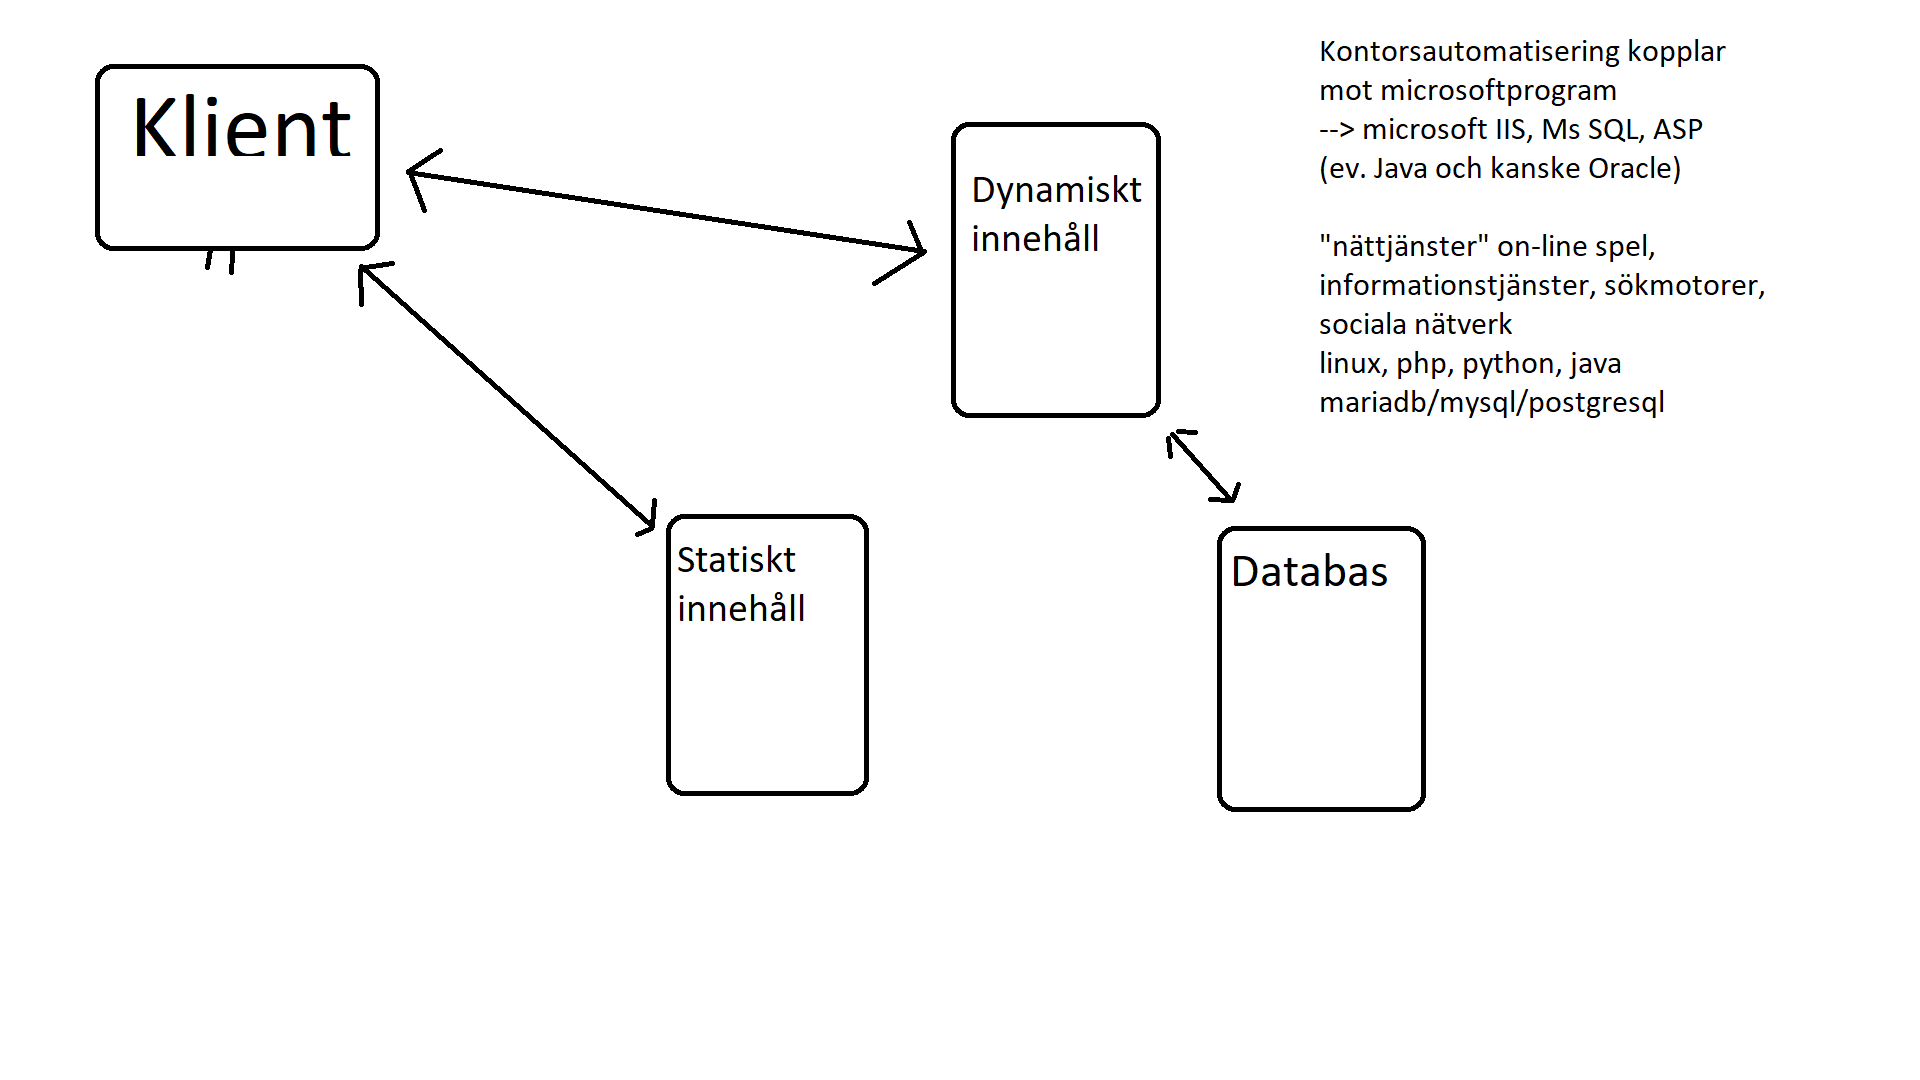 Klient
Dynamiskt
innehåll
Statiskt
innehåll
Databas
Kontorsautomatisering kopplar
mot microsoftprogram
--> microsoft IIS, Ms SQL, ASP
(ev. Java och kanske Oracle)
"nättjänster" on-line spel,
informationstjänster, sökmotorer,
sociala nätverk
linux, php, python, java
mariadb/mysql/postgresql